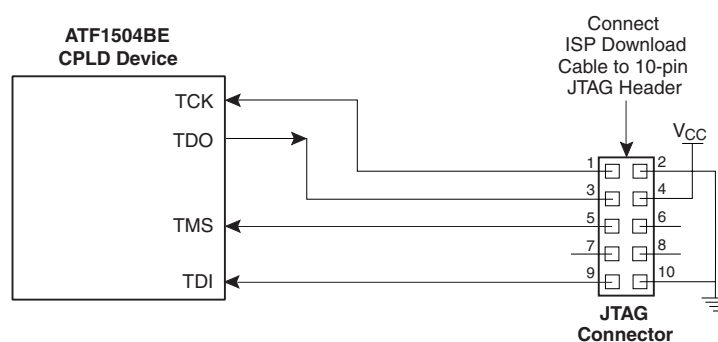 ATF1504BE
CPLD Device
TCK
TDO
TMS
TDI
Connect
ISP Download
Cable to 10-pin
JTAG Header
VCC
1 2
3 4
5 6
7 8
9 10
JTAG
Connector